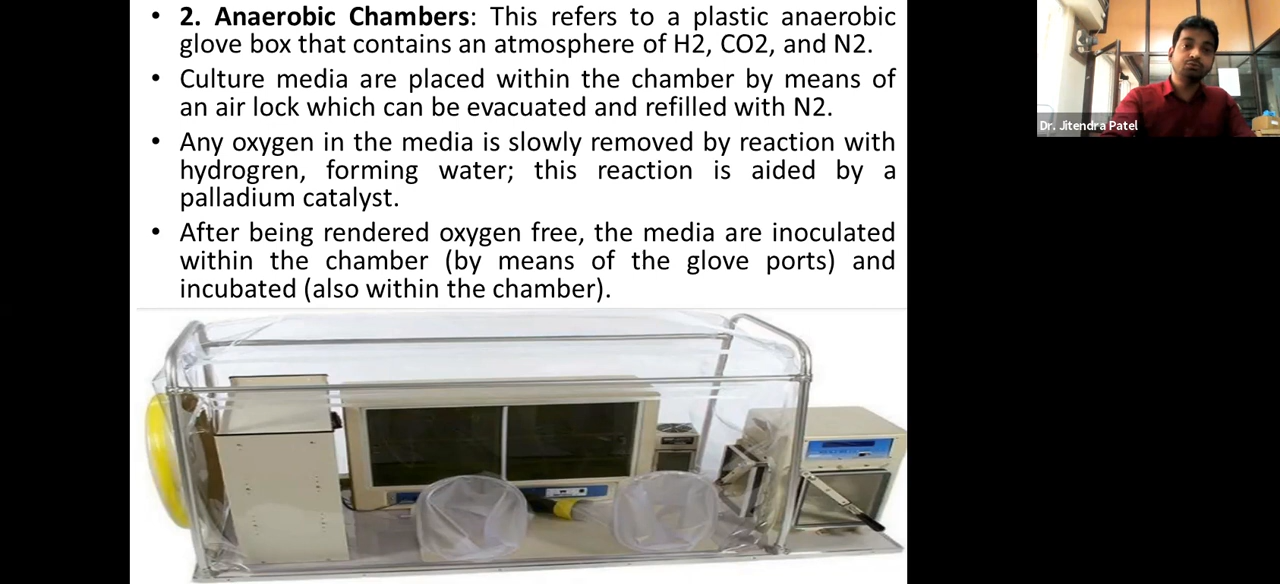 • 2. Anaerobic Chambers: This refers to a plastic anaerobic
glove box that contains an atmosphere of H2, CO2, and N2.
• Culture media are placed within the chamber by means of
an air lock which can be evacuated and refilled with N2.
• Any oxygen in the media is slowly removed by reaction with
hydrogren, forming water; this reaction is aided by a
palladium catalyst.
• After being rendered oxygen free, the media are inoculated
within the chamber (by means of the glove ports) and
incubated (also within the chamber).
Dr. Jitendra Patel